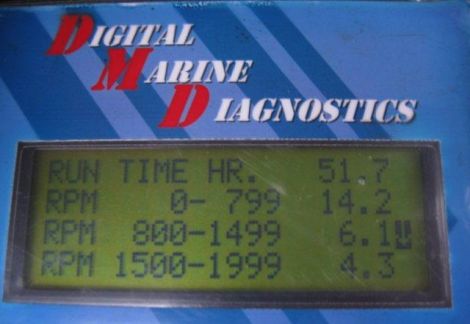 DIGITAL
MARINE
DIAGNOSTICS
RUN TIME HR. 51.7
RPM 0- 799 14.2
RPM 800-1499 6.1
RPM 1500-1999 4.3